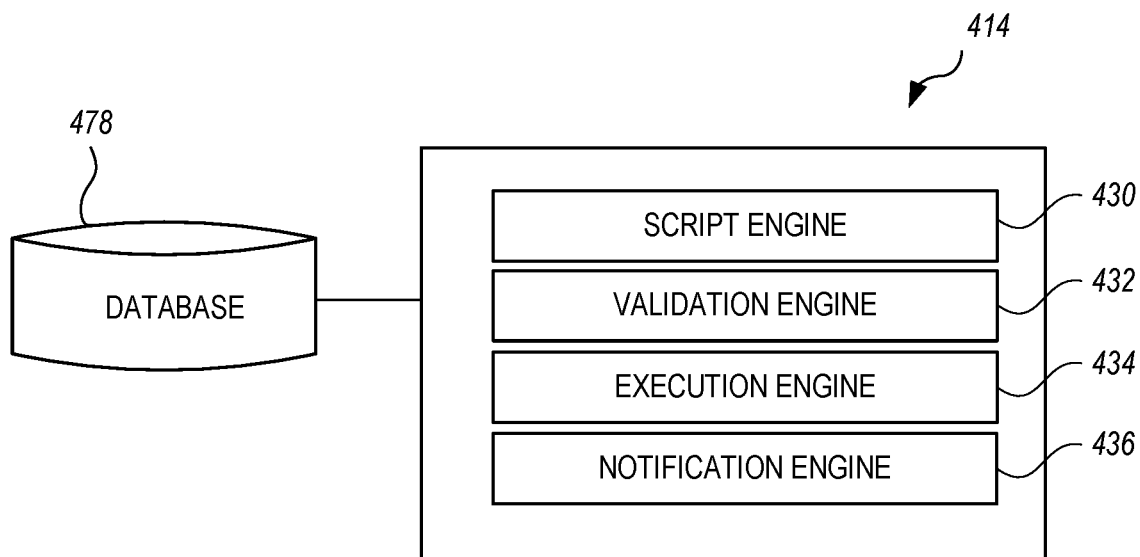 414
478
DATABASE
SCRIPT ENGINE
430
VALIDATION ENGINE
432
EXECUTION ENGINE
434
NOTIFICATION ENGINE
436